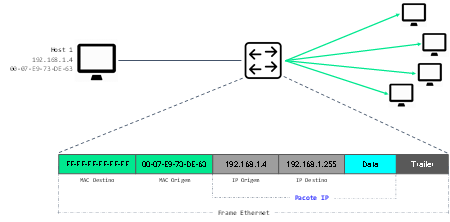 Host 1
192.168.1.4
00-07-E9-73-DE-63
FF-FF-FF-FF-FF-FF 00-07-E9-73-DE-63 192.168.1.4 192.168.1.255 Data Trailer
MAC Destino MAC Origem IP Origem IP Destino
Pacote IP
Frame Ethernet